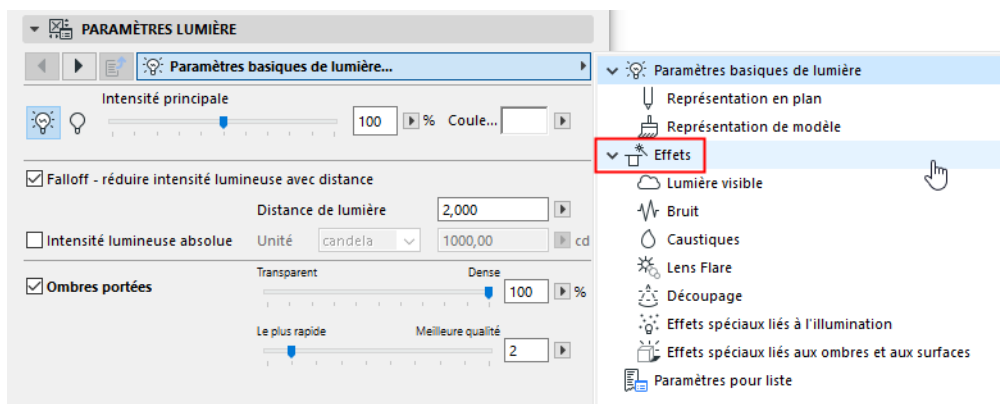 PARAMÈTRES LUMIÈRE
Paramètres basiques de lumière...
Intensité principale
100 % Coule...
Falloff - réduire intensité lumineuse avec distance
Distance de lumière 2,000
Intensité lumineuse absolue Unité candela 1000,00 cd
Transparent Dense
Ombres portées 100 %
Le plus rapide Meilleure qualité
2
Paramètres basiques de lumière
Représentation en plan
Représentation de modèle
Effets
Lumière visible
Bruit
Caustiques
Lens Flare
Découpage
Effets spéciaux liés à l'illumination
Effets spéciaux liés aux ombres et aux surfaces
Paramètres pour liste